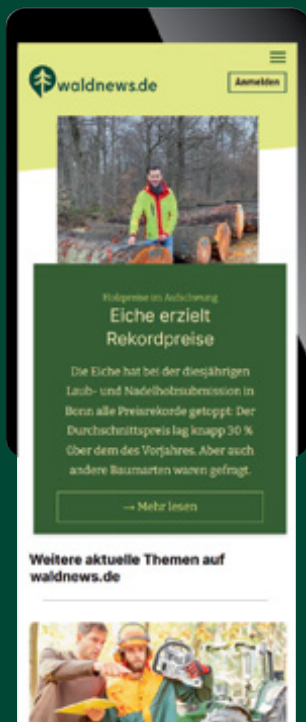 waldnews.de
Anmelden
Holzpreise im Aufschwung
Eiche erzielt
Rekordpreise
Die Eiche hat bei der diesjährigen
Laub- und Nadelholzsubmission in
Bonn alle Preisrekorde getoppt: Der
Durchschnittspreis lag knapp 30 %
über dem des Vorjahres. Aber auch
andere Baumarten waren gefragt.
→ Mehr lesen
Weitere aktuelle Themen auf
waldnews.de